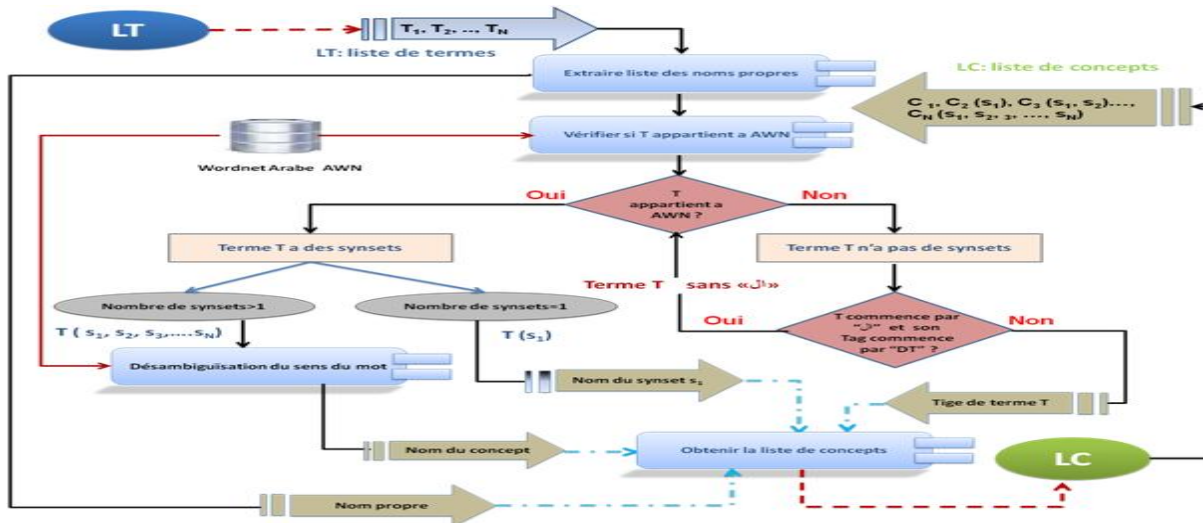 LT
T1, T2, .., TN
LT: liste de termes
Extraire liste des noms propres
LC: liste de concepts
C 1, C2 (s1), C3 (s1, s2)....,
CN (s1, s2, 3, ...., sN)
Vérifier si T appartient a AWN
Wordnet Arabe AWN
T
appartient a
AWN ?
Oui
Non
Terme T a des synsets
Terme T n'a pas de synsets
Nombre de synsets>1
Nombre de synsets=1
Terme T sans «ال»
T ( s1, s2, s3,....sN)
T (s1)
Oui
T commence par
"ال" et son
Tag commence
par "DT" ?
Non
Désambiguïsation du sens du mot
Nom du synset s1
Tige de terme T
Nom du concept
Obtenir la liste de concepts
LC
Nom propre